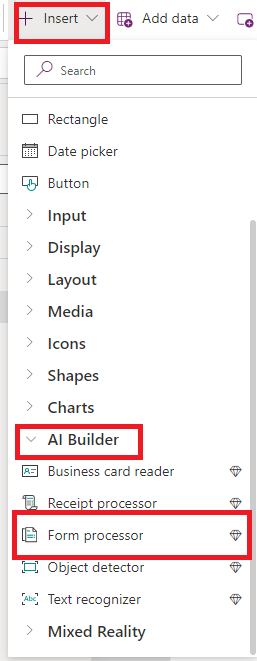 Insert Add data
Search
Rectangle
Date picker
Button
Input
Display
Layout
Media
Icons
Shapes
Charts
AI Builder
Business card reader
Receipt processor
Form processor
Object detector
Abc Text recognizer
Mixed Reality